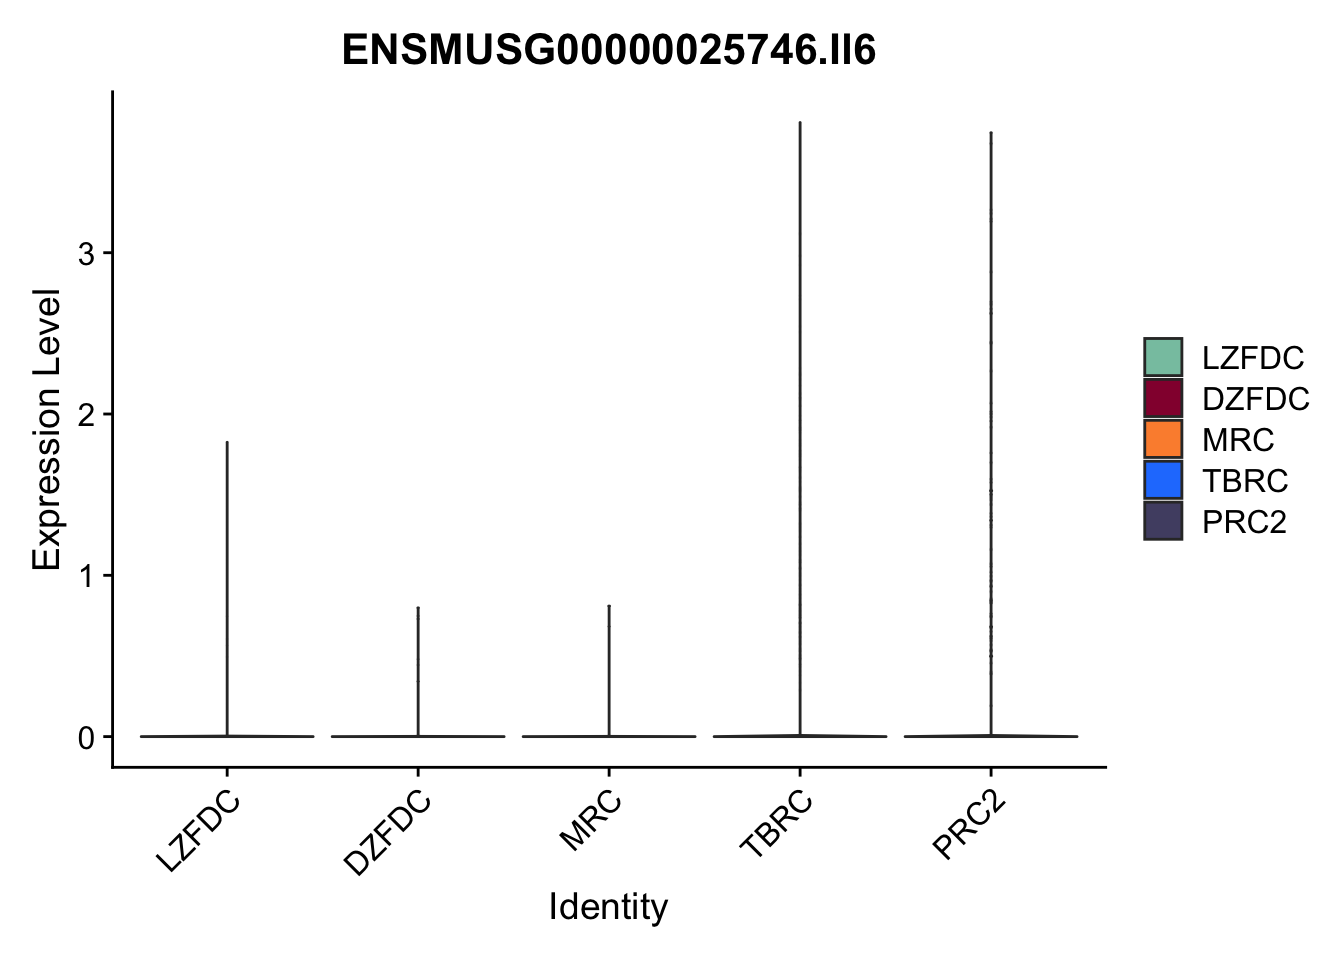 ENSMUSG00000025746.Il6
3
2
1
0
Expression Level
LZFDC
DZFDC
MRC
TBRC
PRC2
Identity
LZFDC
DZFDC
MRC
TBRC
PRC2